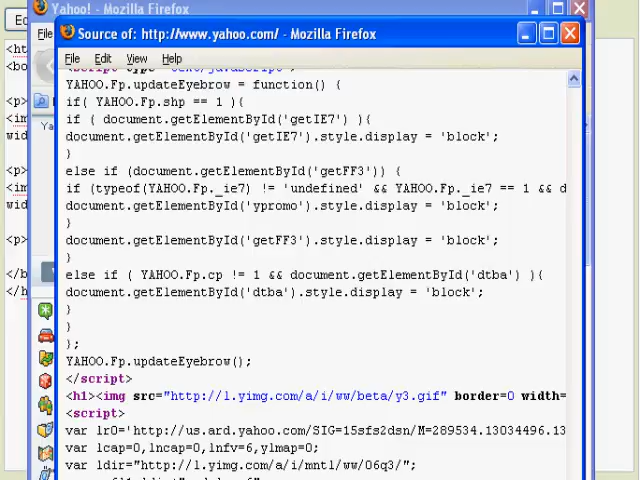 Yahoo! - Mozilla Firefox
Source of: http://www.yahoo.com/ - Mozilla Firefox
File Edit View Help
YAHOO.Fp.updateEyebrow = function() {
if( YAHOO.Fp.shp == 1 ){
if ( document.getElementById('getIE7') ){
document.getElementById('getIE7').style.display = 'block';
}
else if (document.getElementById('getFF3')) {
if (typeof(YAHOO.Fp._ie7) != 'undefined' && YAHOO.Fp._ie7 == 1 && d
document.getElementById('ypromo').style.display = 'block';
}
document.getElementById('getFF3').style.display = 'block';
}
else if ( YAHOO.Fp.cp != 1 && document.getElementById('dtba') ){
document.getElementById('dtba').style.display = 'block';
}
}
};
YAHOO.Fp.updateEyebrow();
</script>
<h1><img src="http://l.yimg.com/a/i/ww/beta/y3.gif" border=0 width=
<script>
var lr0='http://us.ard.yahoo.com/SIG=15sfs2dsn/M=289534.13034496.13
var lcap=0,lncap=0,lnfv=6,ylmap=0;
var ldir="http://l.yimg.com/a/i/mntl/ww/06q3/";